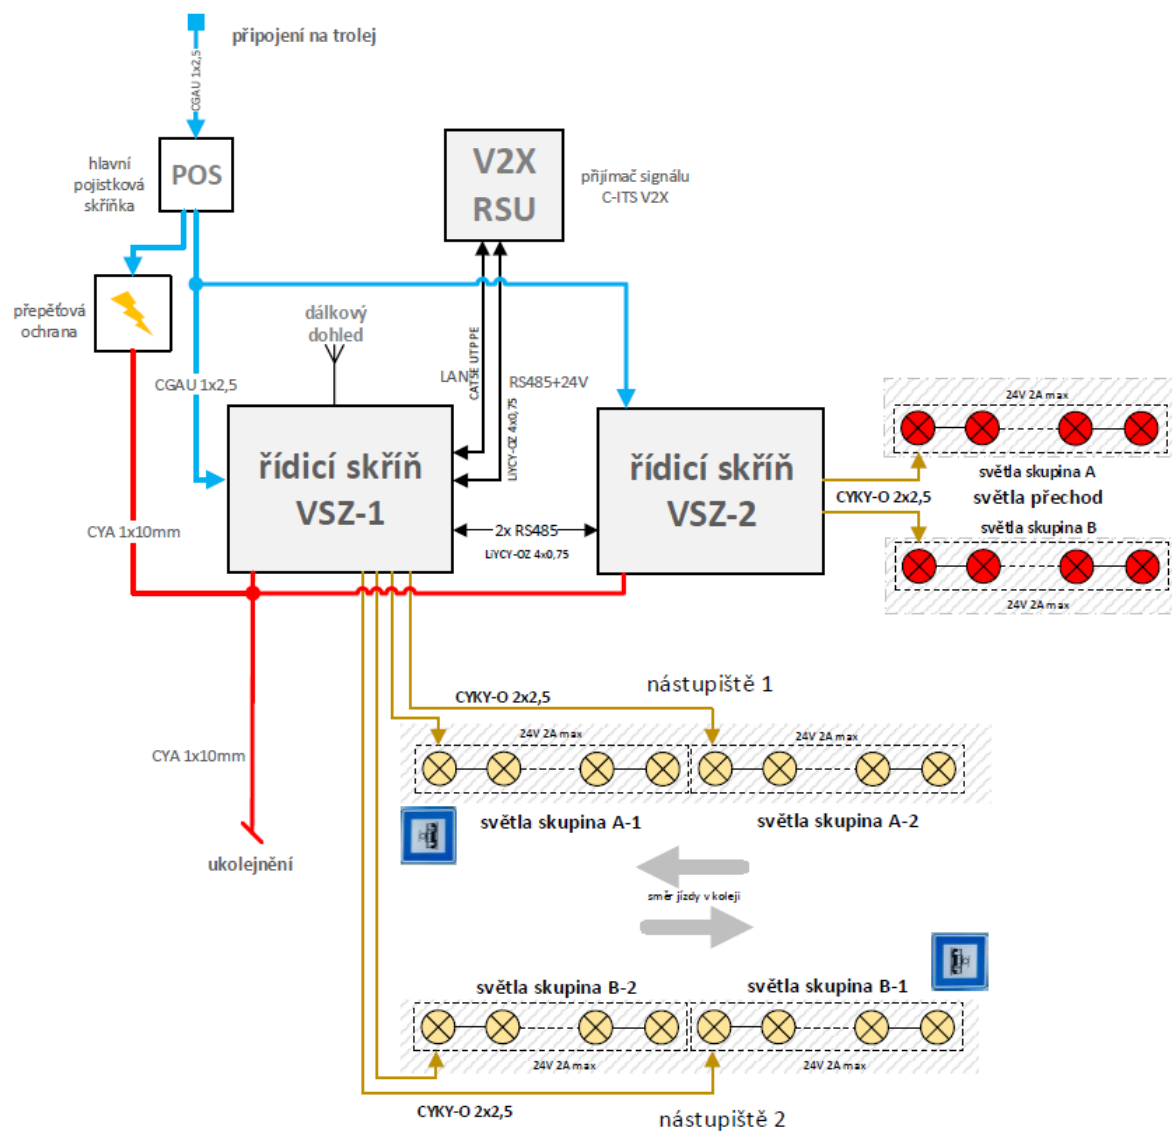 připojení na trolej
CGAU 1x2,5
hlavní
pojistková
skříňka
POS
V2X
RSU
přijímač signálu
C-ITS V2X
přepěťová
ochrana
dálkový
dohled
CGAU 1x2,5
LAN
CAT5E UTP PE
RS485+24V
LiYCY-OZ 4x0,75
řídicí skříň
VSZ-1
řídicí skříň
VSZ-2
2x RS485
LiYCY-OZ 4x0,75
CYA 1x10mm
24V 2A max
světla skupina A
CYKY-O 2x2,5
světla přechod
světla skupina B
24V 2A max
CYA 1x10mm
ukolejnění
nástupiště 1
CYKY-O 2x2,5
24V 2A max
24V 2A max
světla skupina A-1
světla skupina A-2
směr jízdy v koleji
světla skupina B-2
světla skupina B-1
24V 2A max
24V 2A max
CYKY-O 2x2,5
nástupiště 2